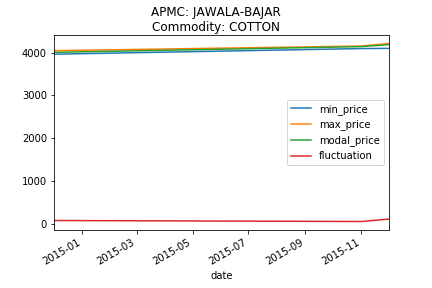 APMC: JAWALA-BAJAR
Commodity: COTTON
4000
3000
2000
1000
0
min_price
max_price
modal_price
fluctuation
2015-01
2015-03
2015-05
2015-07
2015-09
2015-11
date